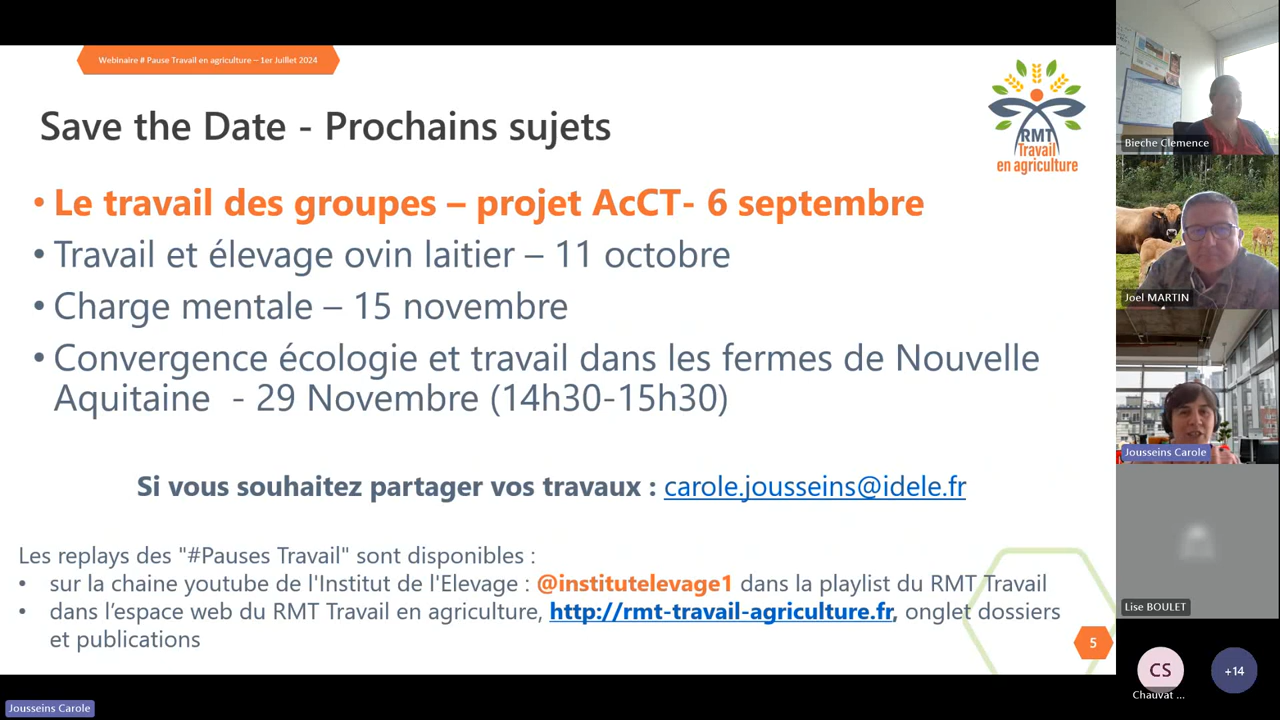 Webinaire # Pause Travail en agriculture – 1er Juillet 2024
RMT
Travail
en agriculture
Save the Date - Prochains sujets
• Le travail des groupes – projet AcCT- 6 septembre
• Travail et élevage ovin laitier – 11 octobre
• Charge mentale – 15 novembre
• Convergence écologie et travail dans les fermes de Nouvelle
Aquitaine - 29 Novembre (14h30-15h30)
Si vous souhaitez partager vos travaux : carole.jousseins@idele.fr
Les replays des "#Pauses Travail" sont disponibles :
• sur la chaine youtube de l'Institut de l'Elevage : @institutelevage1 dans la playlist du RMT Travail
• dans l’espace web du RMT Travail en agriculture, http://rmt-travail-agriculture.fr, onglet dossiers
et publications
5
Bieche Clemence
Joel MARTIN
Jousseins Carole
Lise BOULET
CS
Chauvat ...
+14
Jousseins Carole